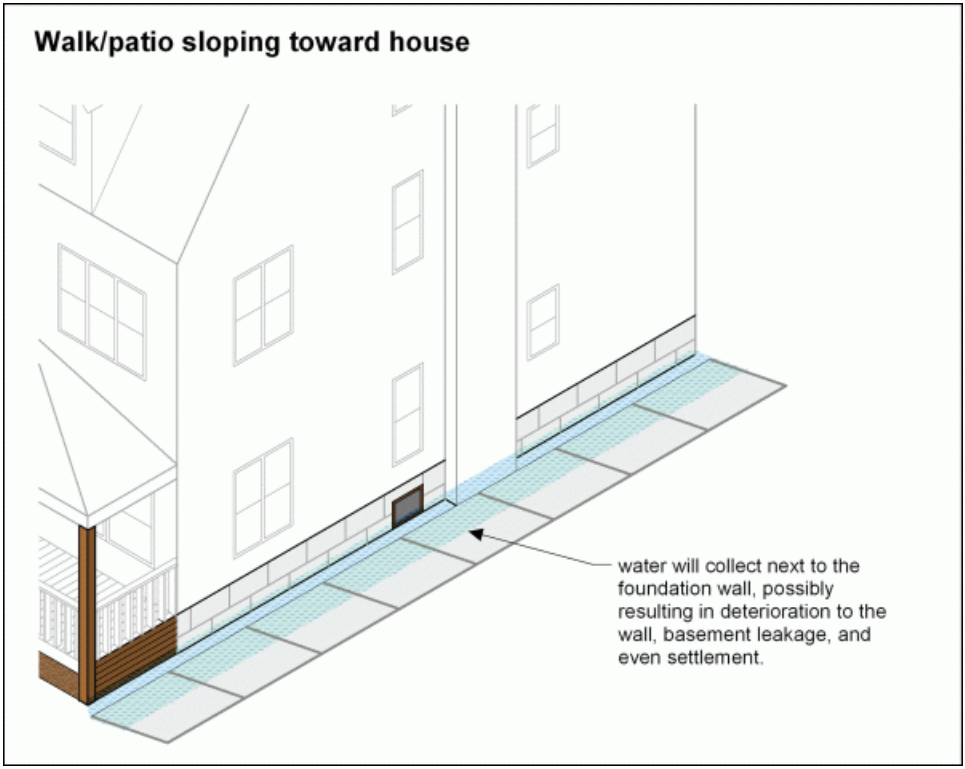 Walk/patio sloping toward house
water will collect next to the
foundation wall, possibly
resulting in deterioration to the
wall, basement leakage, and
even settlement.